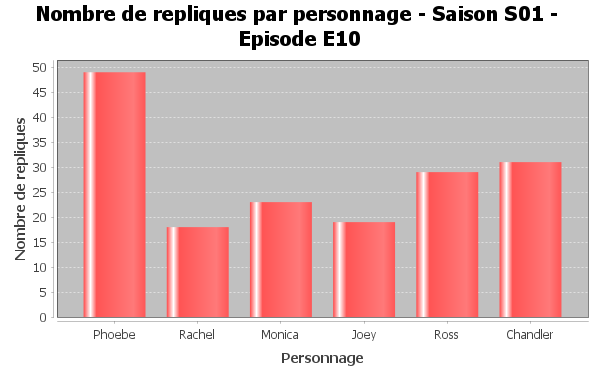 Nombre de repliques par personnage - Saison S01 -
Episode E10
Nombre de repliques
50
45
40
35
30
25
20
15
10
5
0
Phoebe Rachel Monica Joey Ross Chandler
Personnage